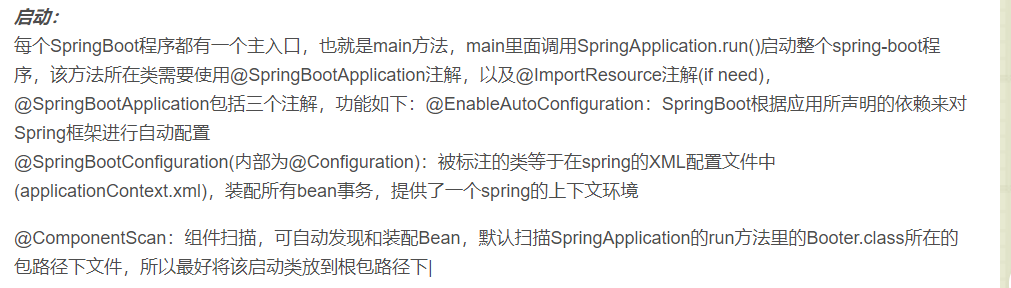 启动：
每个SpringBoot程序都有一个主入口，也就是main方法，main里面调用SpringApplication.run()启动整个spring-boot程
序，该方法所在类需要使用@SpringBootApplication注解，以及@ImportResource注解(if need)，
@SpringBootApplication包括三个注解，功能如下：@EnableAutoConfiguration：SpringBoot根据应用所声明的依赖来对
Spring框架进行自动配置
@SpringBootConfiguration(内部为@Configuration)：被标注的类等于在spring的XML配置文件中
(applicationContext.xml)，装配所有bean事务，提供了一个spring的上下文环境
@ComponentScan：组件扫描，可自动发现和装配Bean，默认扫描SpringApplication的run方法里的Booter.class所在的
包路径下文件，所以最好将该启动类放到根包路径下